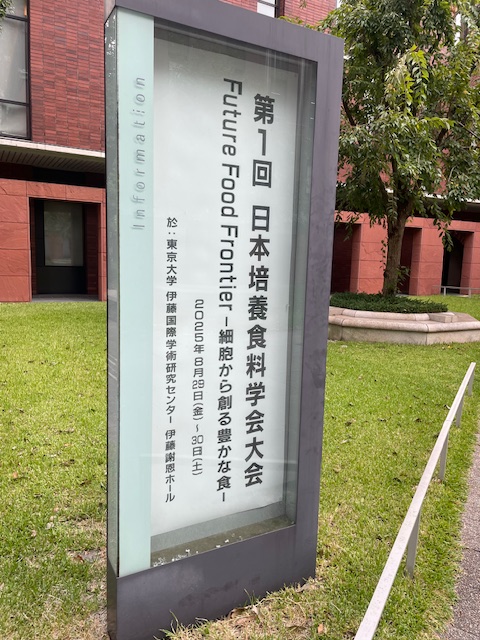 第1回 日本培養食料学会大会
Future Food Frontier ー細胞から創る豊かな食ー
2025年8月29日(金)～30日(土)
於：東京大学 伊藤国際学術研究センター 伊藤謝恩ホール
Information